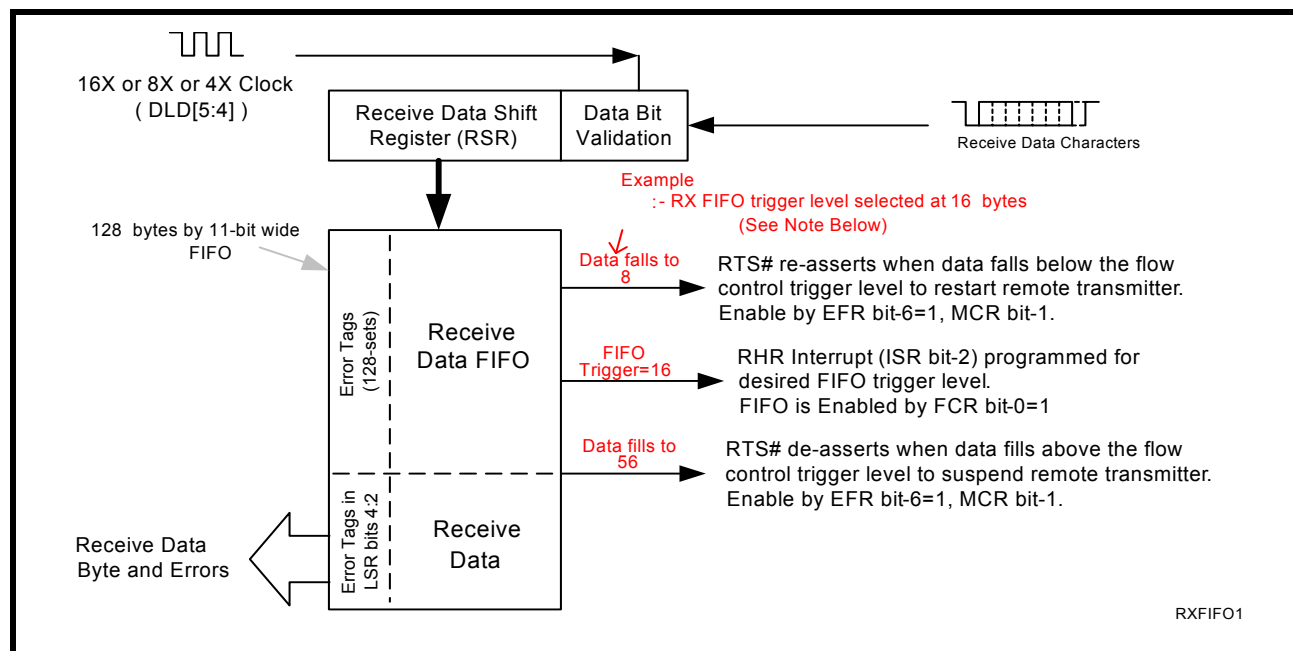 16X or 8X or 4X Clock
( DLD[5:4] )
Receive Data Shift
Register (RSR)
Data Bit
Validation
Receive Data Characters
Example
:- RX FIFO trigger level selected at 16 bytes
(See Note Below)
128 bytes by 11-bit wide
FIFO
Error Tags
(128-sets)
Receive
Data FIFO
Data falls to
8
RTS# re-asserts when data falls below the flow
control trigger level to restart remote transmitter.
Enable by EFR bit-6=1, MCR bit-1.
FIFO
Trigger=16
RHR Interrupt (ISR bit-2) programmed for
desired FIFO trigger level.
FIFO is Enabled by FCR bit-0=1
Data fills to
56
RTS# de-asserts when data fills above the flow
control trigger level to suspend remote transmitter.
Enable by EFR bit-6=1, MCR bit-1.
Error Tags in
LSR bits 4:2
Receive
Data
Receive Data
Byte and Errors
RXFIFO1